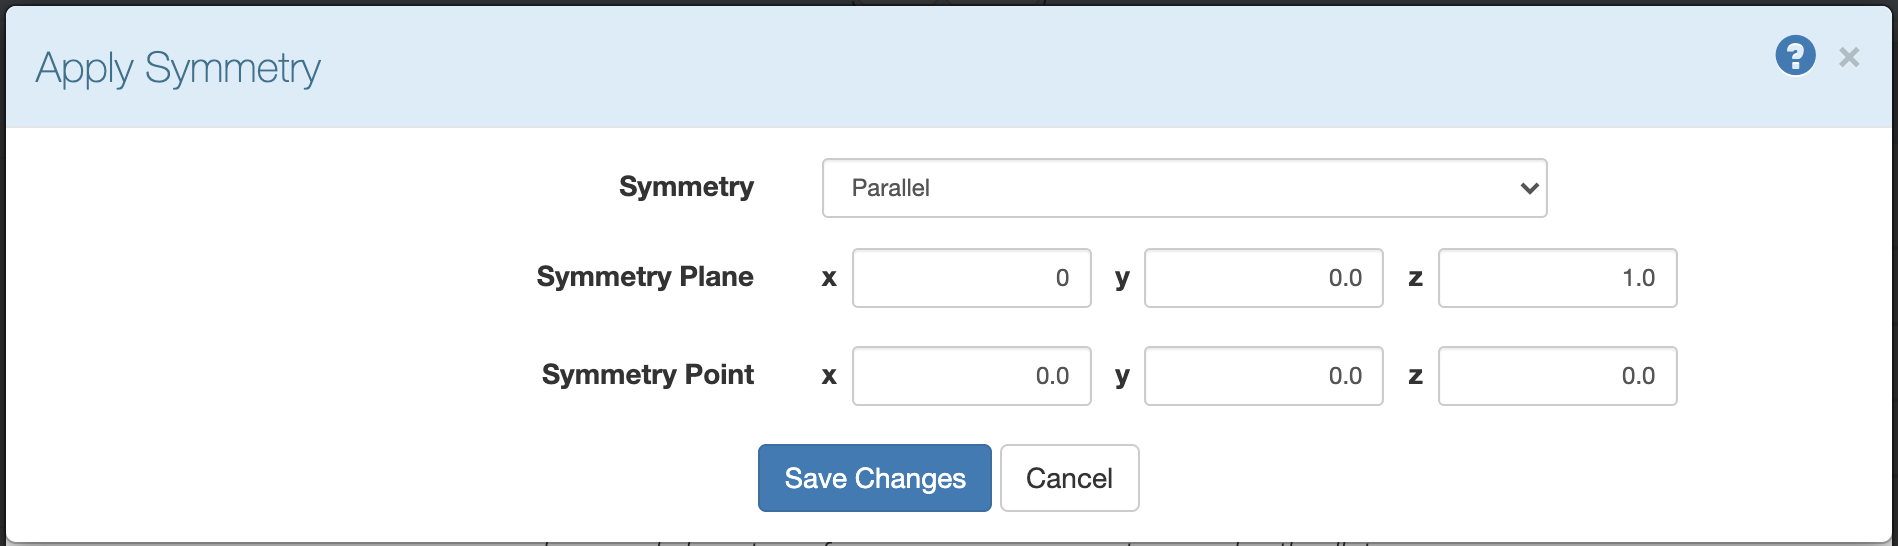 Apply Symmetry ? ×
Symmetry Parallel
Symmetry Plane x 0 y 0.0 z 1.0
Symmetry Point x 0.0 y 0.0 z 0.0
Save Changes Cancel